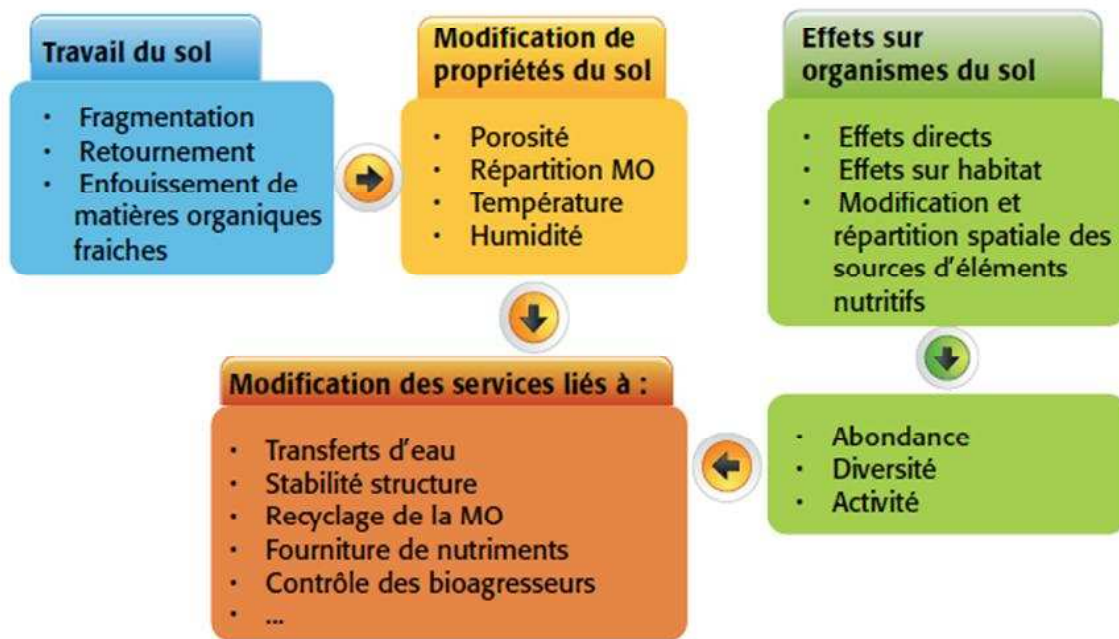 Travail du sol
• Fragmentation
• Retournement
• Enfouissement de
matières organiques
fraiches
Modification de
propriétés du sol
• Porosité
• Répartition MO
• Température
• Humidité
Effets sur
organismes du sol
• Effets directs
• Effets sur habitat
• Modification et
répartition spatiale des
sources d'éléments
nutritifs
• Abondance
• Diversité
• Activité
Modification des services liés à :
• Transferts d'eau
• Stabilité structure
• Recyclage de la MO
• Fourniture de nutriments
• Contrôle des bioagresseurs
• ...